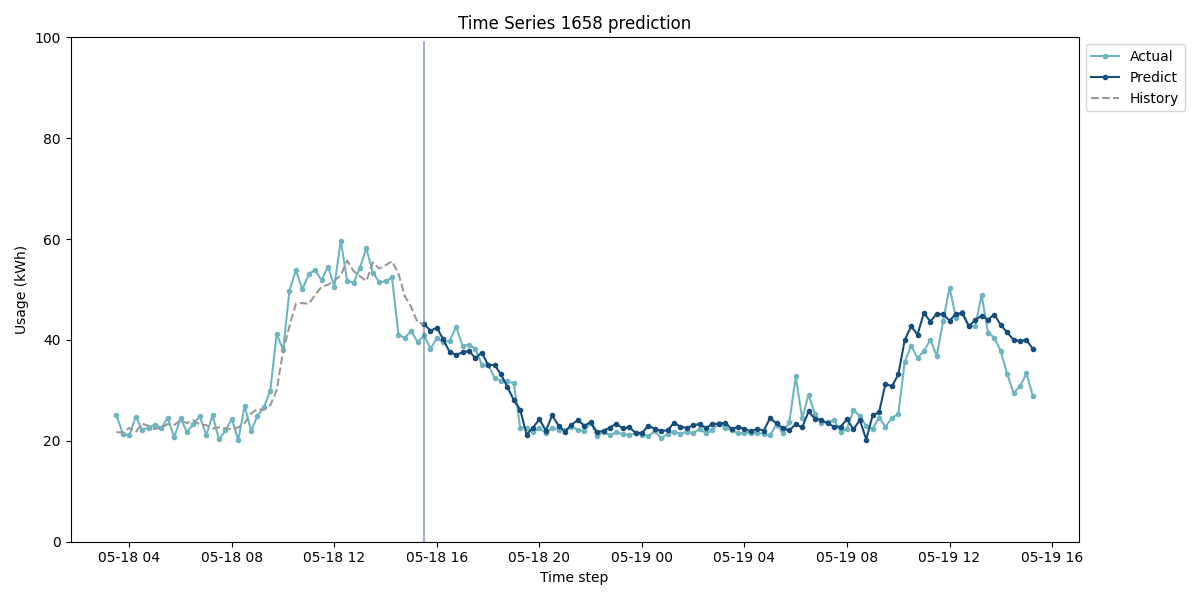 Time Series 1658 prediction
100
80
60
40
20
0
Usage (kWh)
05-18 04
05-18 08
05-18 12
05-18 16
05-18 20
05-19 00
05-19 04
05-19 08
05-19 12
05-19 16
Time step
Actual
Predict
History